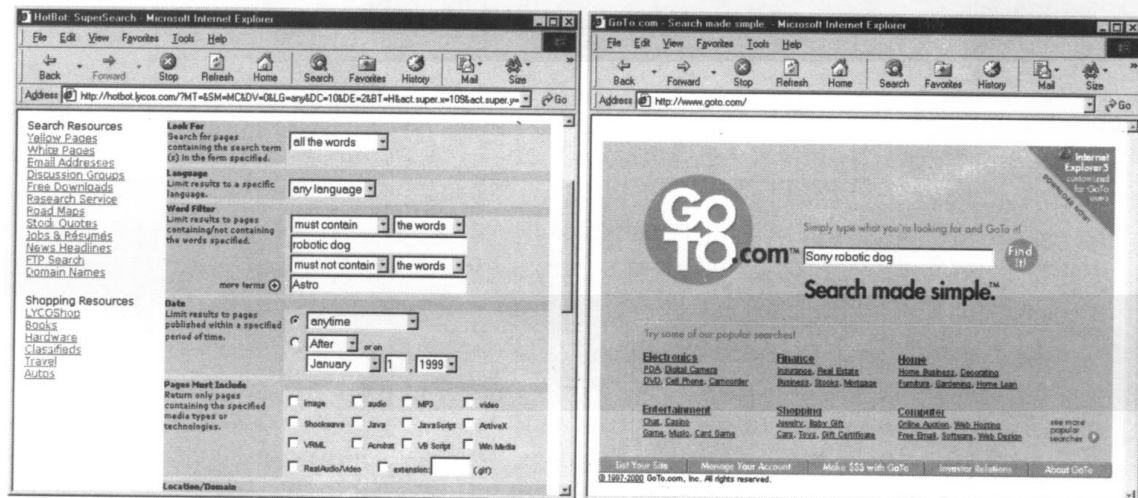 HotBot: SuperSearch - Microsoft Internet Explorer
File Edit View Favorites Tools Help
Back Forward Stop Refresh Home Search Favorites History Mail Size
Address http://hotbot.lycos.com/?MT=&SM=MC&DV=0&LG=any&DC=10&DE=2&BT=H&act.super.x=109&act.super.y= Go
Search Resources
Yellow Pages
White Pages
Email Addresses
Discussion Groups
Free Downloads
Research Service
Road Maps
Stock Quotes
Jobs & Résumés
News Headlines
FTP Search
Domain Names
Shopping Resources
LYCOShop
Books
Hardware
Classifieds
Travel
Autos
Look For
Search for pages
containing the search term
(s) in the form specified.
all the words
Language
Limit results to a specific
language.
any language
Word Filter
Limit results to pages
containing/not containing
the words specified.
must contain the words
robotic dog
must not contain the words
more terms Astro
Date
Limit results to pages
published within a specified
period of time.
anytime
After or on
January 1 , 1999
Pages Must Include
Return only pages
containing the specified
media types or
technologies.
image audio MP3 video
Shockwave Java JavaScript ActiveX
VRML Acrobat VB Script Win Media
RealAudio/Video extension: (.gif)
Location/Domain
GoTo.com - Search made simple. - Microsoft Internet Explorer
File Edit View Favorites Tools Help
Back Forward Stop Refresh Home Search Favorites History Mail Size
Address http://www.goto.com/ Go
Internet
Explorer5
customized
for GoTo
users
DOWNLOAD NOW!
GO
TO.com™
Simply type what you're looking for and GoTo it!
Sony robotic dog
Find
It!
Search made simple.™
Try some of our popular searches!
Electronics
PDA, Digital Camera
DVD, Cell Phone, Camcorder
Finance
Insurance, Real Estate
Business, Stocks, Mortgage
Home
Home Business, Decorating
Furniture, Gardening, Home Loan
Entertainment
Chat, Casino
Game, Music, Card Game
Shopping
Jewelry, Baby Gift
Cars, Toys, Gift Certificate
Computer
Online Auction, Web Hosting
Free Email, Software, Web Design
see more
popular
searches
List Your Site Manage Your Account Make $$$ with GoTo Investor Relations About GoTo
© 1997-2000 GoTo.com, Inc. All rights reserved.